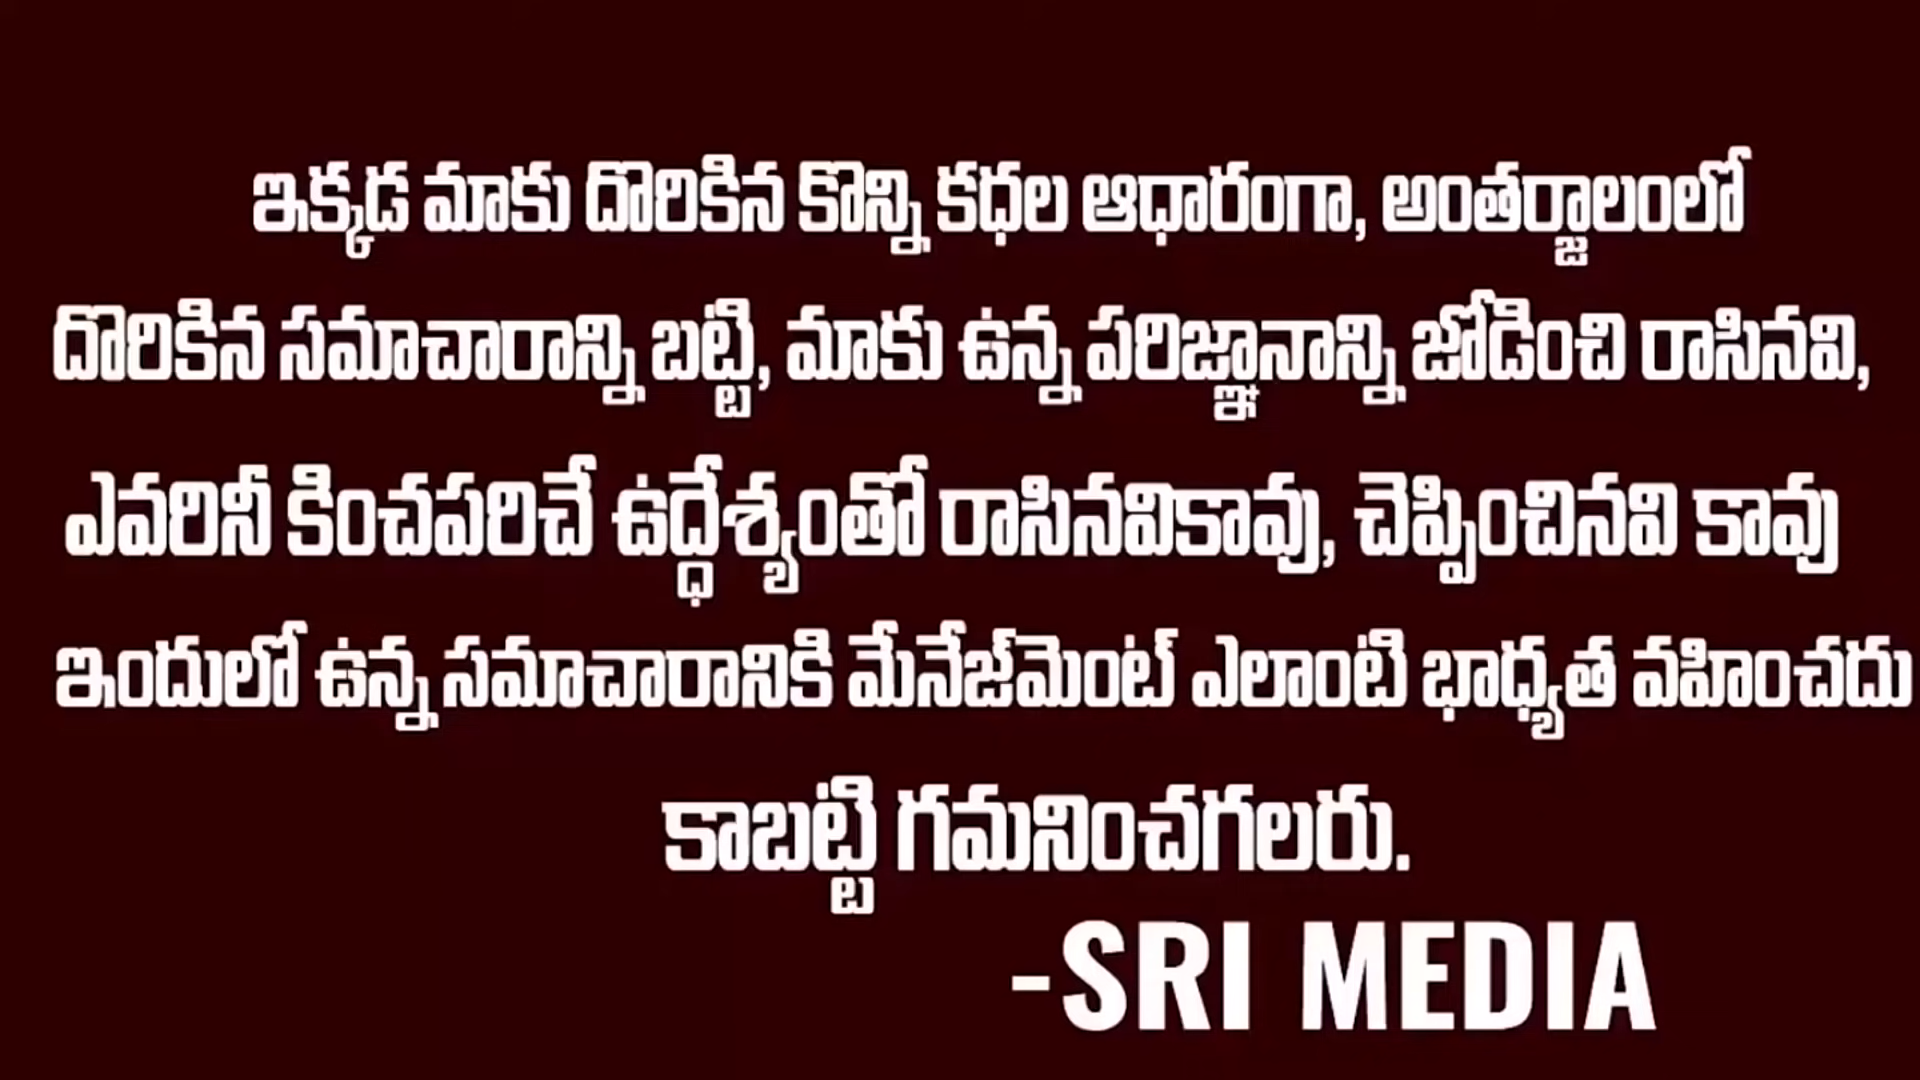 ఇక్కడ మాకు దొరికిన కొన్ని కధల ఆధారంగా, అంతర్జాలంలో
దొరికిన సమాచారాన్ని బట్టి, మాకు ఉన్న పరిజ్ఞానాన్ని జోడించి రాసినవి,
ఎవరినీ కించపరిచే ఉద్ధేశ్యంతో రాసినవికావు, చెప్పించినవి కావు
ఇందులో ఉన్న సమాచారానికి మేనేజ్‌మెంట్ ఎలాంటి భాధ్యత వహించదు
కాబట్టి గమనించగలరు.
-SRI MEDIA